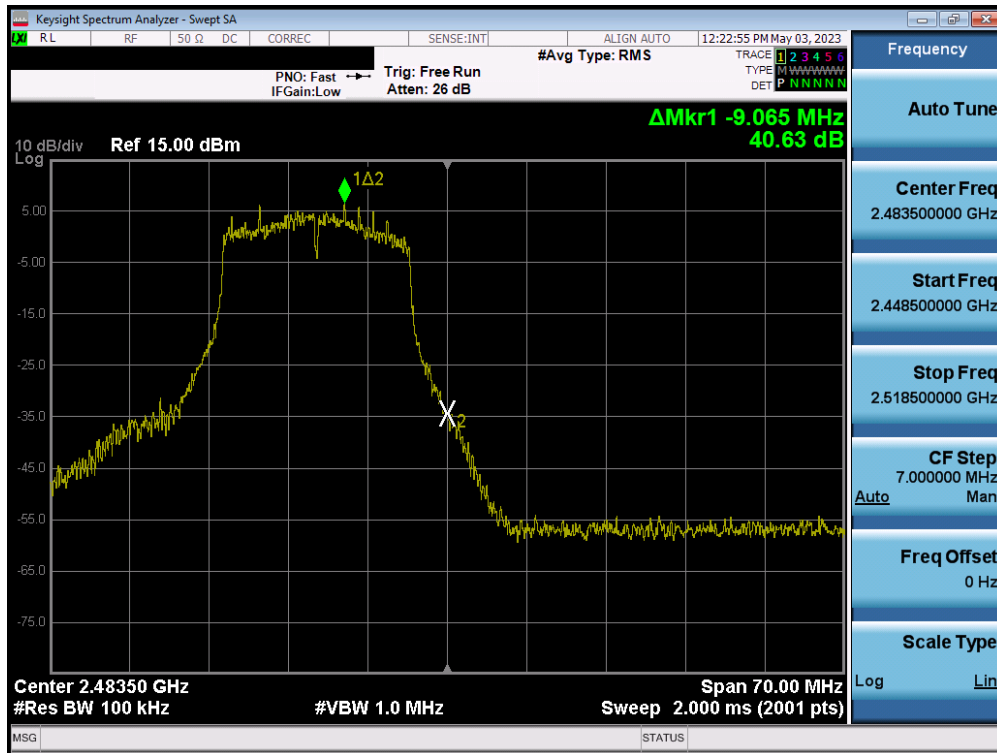 Keysight Spectrum Analyzer - Swept SA
LXI RL RF 50 Ω DC CORREC SENSE:INT ALIGN AUTO 12:22:55 PM May 03, 2023
PNO: Fast
IFGain:Low
Trig: Free Run
Atten: 26 dB
#Avg Type: RMS
TRACE 1 2 3 4 5 6
TYPE M WWWWW
DET P N N N N N
ΔMkr1 -9.065 MHz
40.63 dB
10 dB/div Ref 15.00 dBm
Log
1Δ2
5.00
-5.00
-15.0
-25.0
-35.0
2
-45.0
-55.0
-65.0
-75.0
Center 2.48350 GHz Span 70.00 MHz
#Res BW 100 kHz #VBW 1.0 MHz Sweep 2.000 ms (2001 pts)
MSG STATUS
Frequency
Auto Tune
Center Freq
2.483500000 GHz
Start Freq
2.448500000 GHz
Stop Freq
2.518500000 GHz
CF Step
7.000000 MHz
Auto Man
Freq Offset
0 Hz
Scale Type
Log Lin